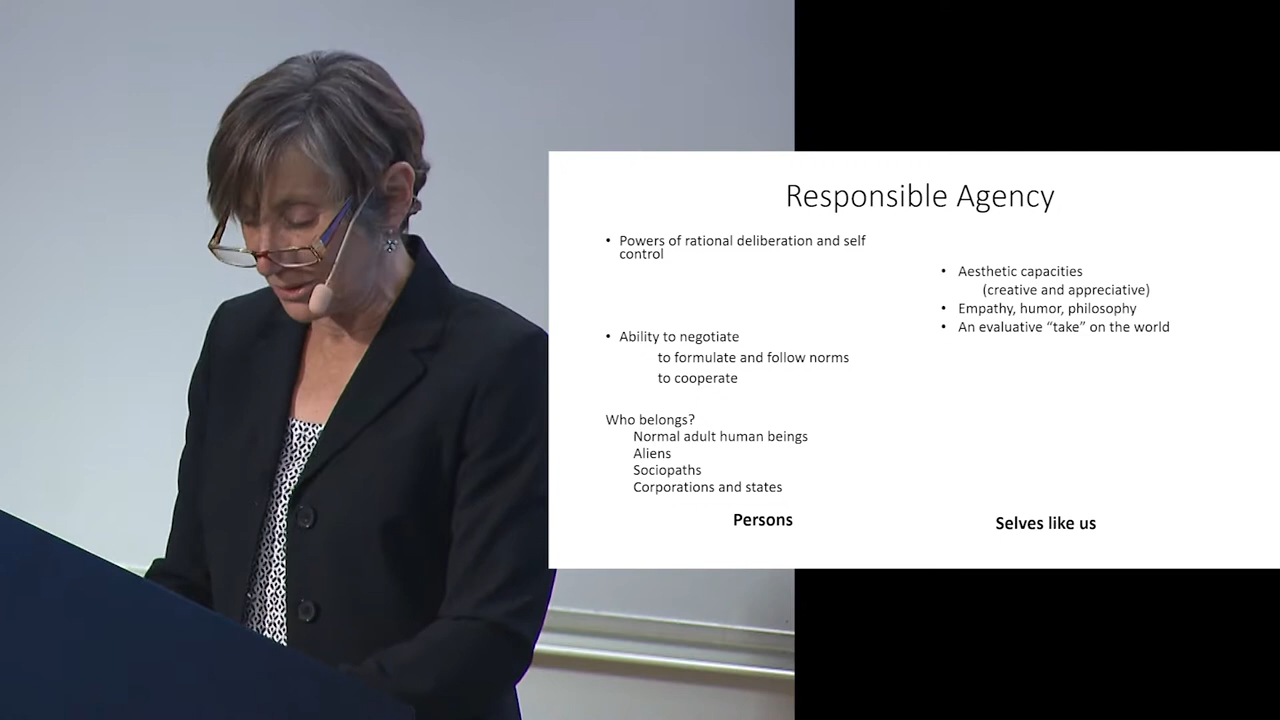 Responsible Agency
• Powers of rational deliberation and self
control
• Ability to negotiate
to formulate and follow norms
to cooperate
Who belongs?
Normal adult human beings
Aliens
Sociopaths
Corporations and states
Persons
• Aesthetic capacities
(creative and appreciative)
• Empathy, humor, philosophy
• An evaluative “take” on the world
Selves like us